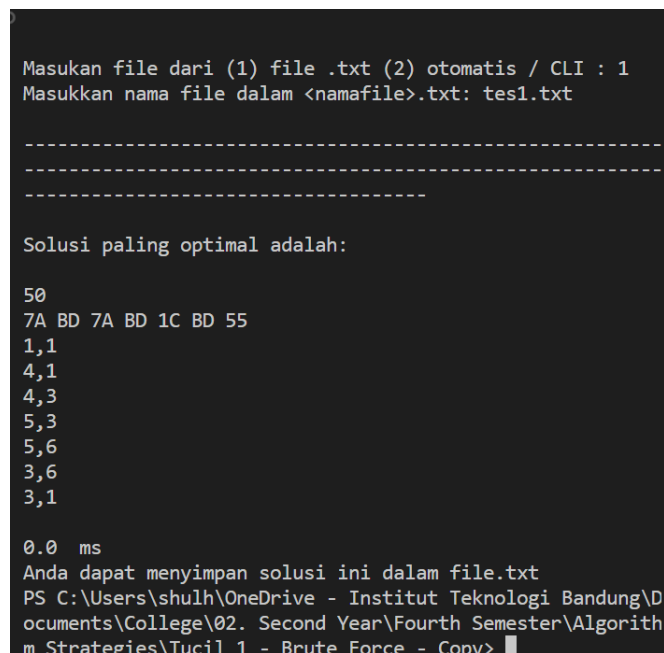 Masukan file dari (1) file .txt (2) otomatis / CLI : 1
Masukkan nama file dalam <namafile>.txt: tes1.txt
---------------------------------------------------------
---------------------------------------------------------
------------------------------------
Solusi paling optimal adalah:
50
7A BD 7A BD 1C BD 55
1,1
4,1
4,3
5,3
5,6
3,6
3,1
0.0  ms
Anda dapat menyimpan solusi ini dalam file.txt
PS C:\Users\shulh\OneDrive - Institut Teknologi Bandung\D
ocuments\College\02. Second Year\Fourth Semester\Algorith
m Strategies\Tucil 1 - Brute Force - Copy>